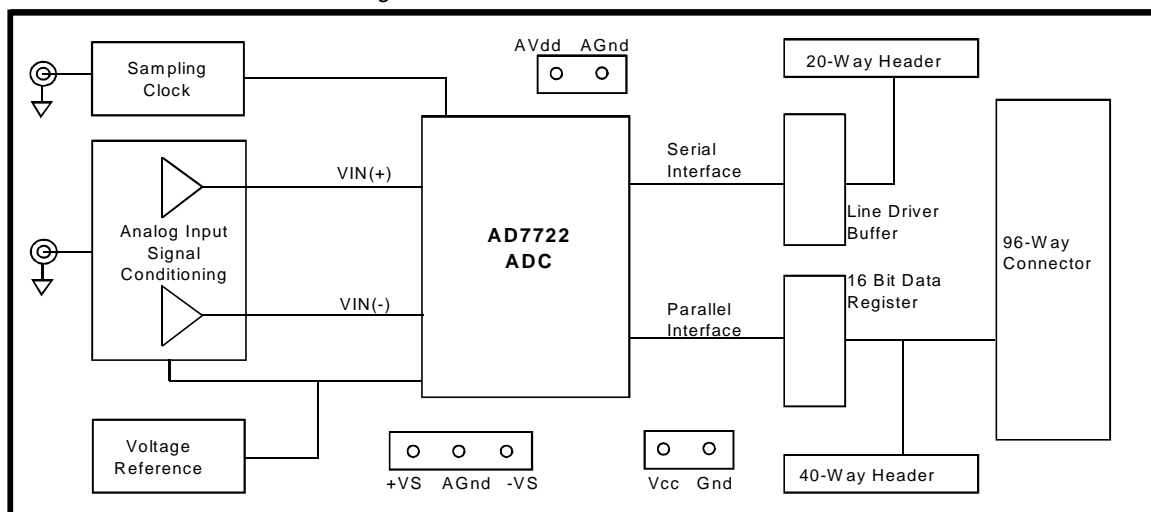 AVdd AGnd
Sampling
Clock
20-Way Header
VIN(+)
Serial
Interface
Analog Input
Signal
Conditioning
AD7722
ADC
Line Driver
Buffer
96-Way
Connector
16 Bit Data
Register
VIN(-)
Parallel
Interface
Voltage
Reference
+VS AGnd -VS
Vcc Gnd
40-Way Header